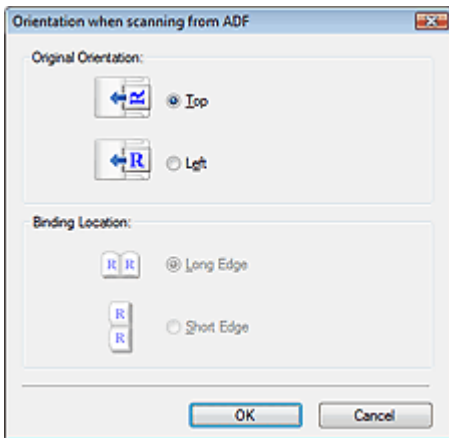 Orientation when scanning from ADF
Original Orientation:
R Top
R Left
Binding Location:
R R Long Edge
R
R Short Edge
OK Cancel